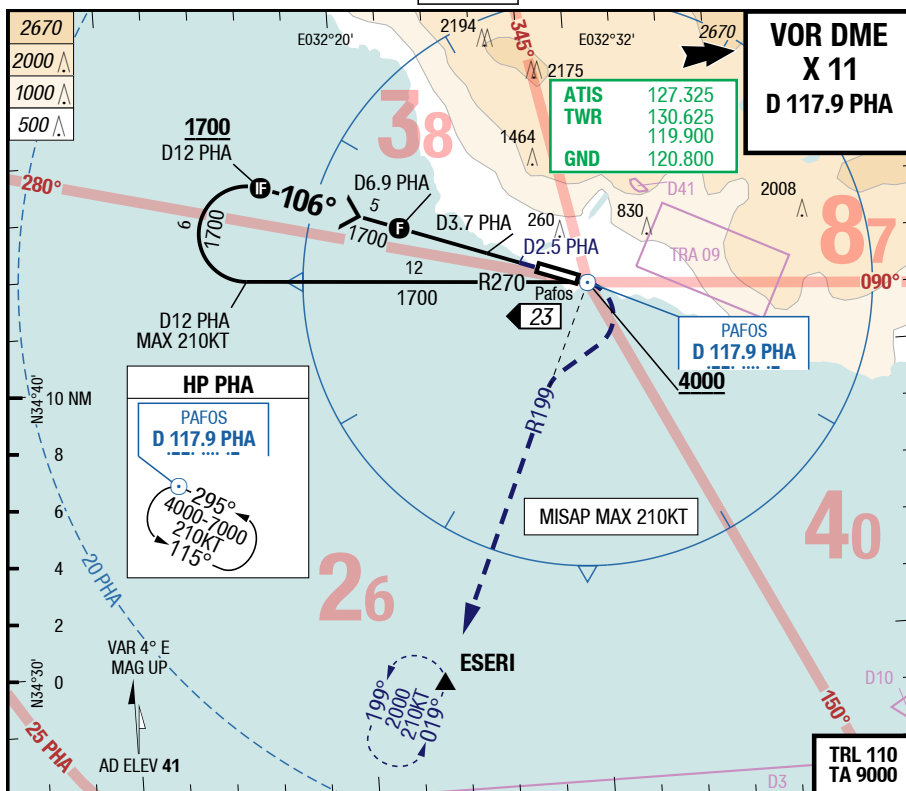 2670
2000
1000
500
E032°20'
2194
345°
E032°32'
2670
2175
VOR DME
X 11
D 117.9 PHA
ATIS 127.325
TWR 130.625
119.900
GND 120.800
38
1464
1700
D12 PHA
IF
106°
D6.9 PHA
5
1700
F
D3.7 PHA
260
D2.5 PHA
D41
830
2008
TRA 09
87
280°
6
1700
12
1700
R270
Pafos
23
090°
D12 PHA
MAX 210KT
PAFOS
D 117.9 PHA
4000
R199
N34°40'
10 NM
8
6
4
2
0
N34°30'
HP PHA
PAFOS
D 117.9 PHA
295°
4000-7000
210KT
115°
MISAP MAX 210KT
40
26
20 PHA
VAR 4° E
MAG UP
AD ELEV 41
25 PHA
ESERI
199°
2000
210KT
019°
150°
D10
D3
TRL 110
TA 9000